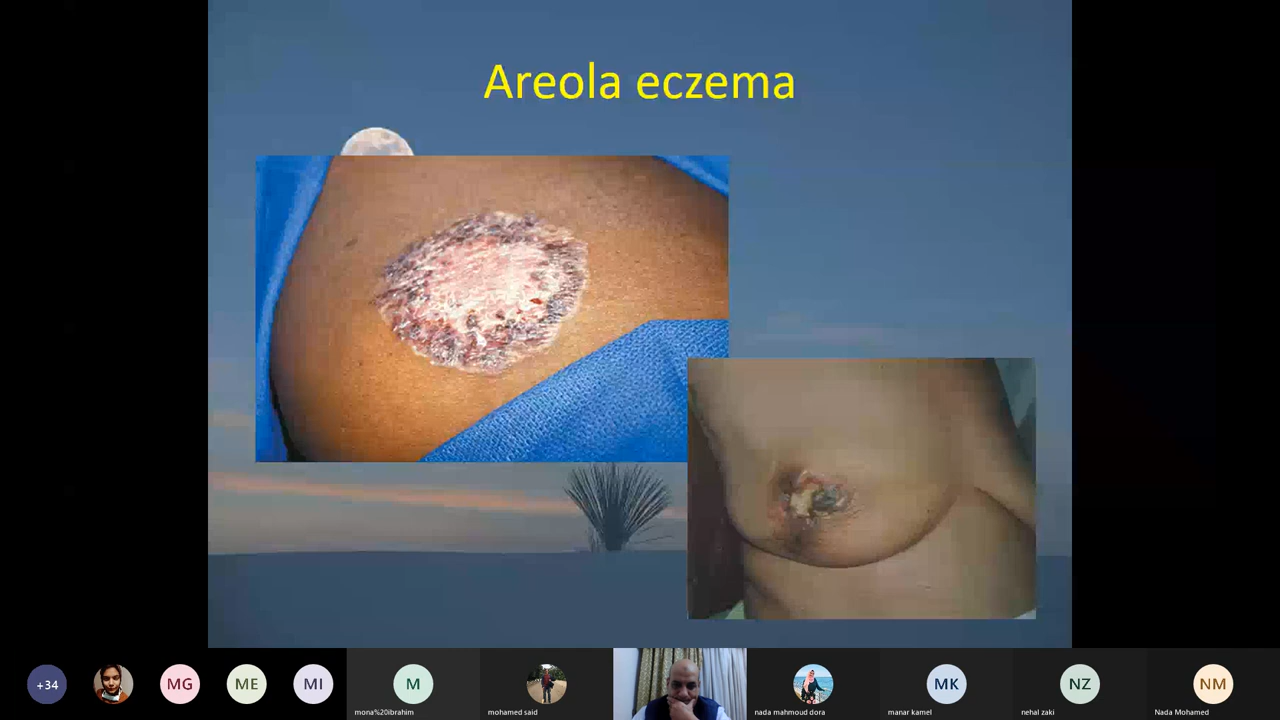 Areola eczema
+34
MG
ME
MI
M
MK
NZ
NM
mona%20ibrahim
mohamed said
nada mahmoud dora
manar kamel
nehal zaki
Nada Mohamed